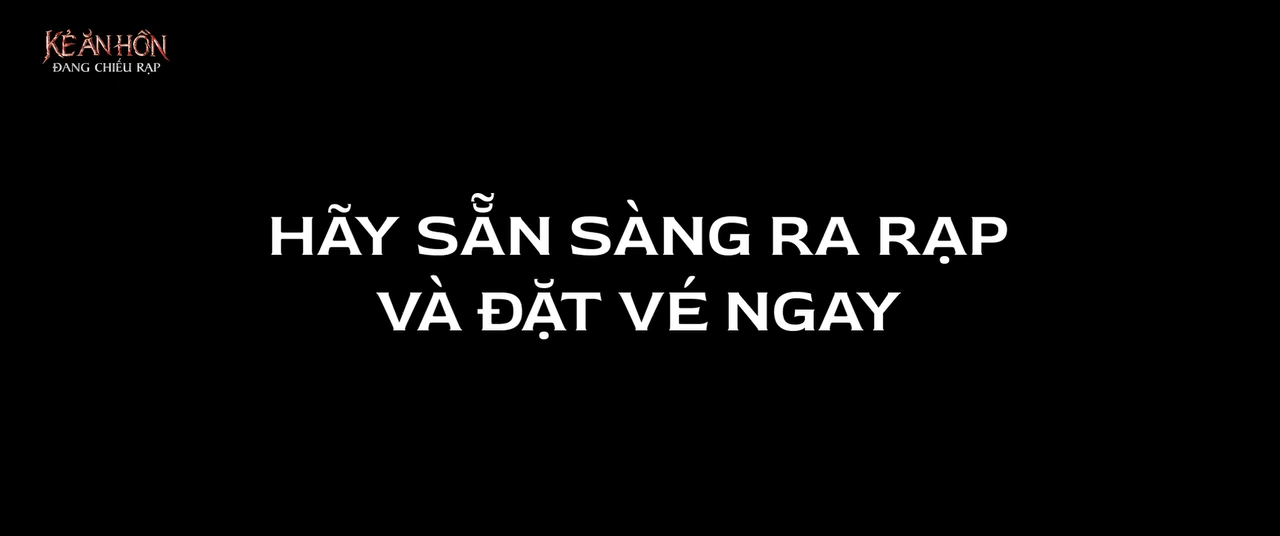 KẺ ĂN HỒN
ĐANG CHIẾU RẠP
HÃY SẴN SÀNG RA RẠP
VÀ ĐẶT VÉ NGAY